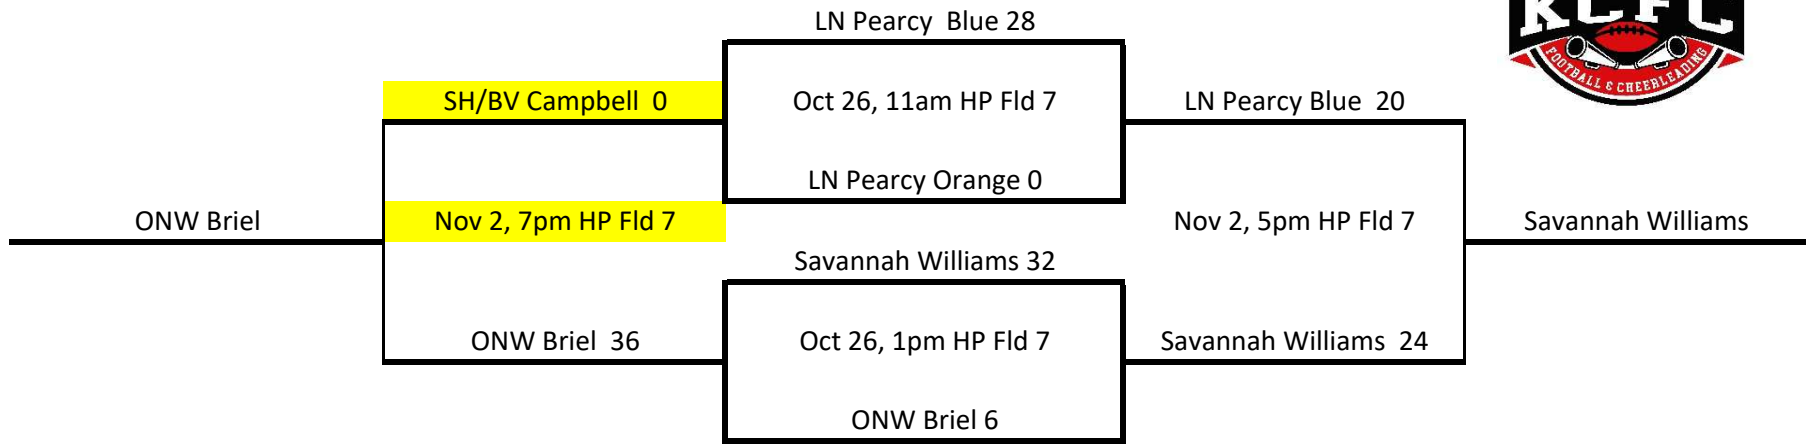 LN Pearcy  Blue 28
KCFC
FOOTBALL & CHEERLEADING
SH/BV Campbell  0
Oct 26, 11am HP Fld 7
LN Pearcy Blue  20
LN Pearcy Orange 0
ONW Briel
Nov 2, 7pm HP Fld 7
Nov 2, 5pm HP Fld 7
Savannah Williams
Savannah Williams 32
ONW Briel  36
Oct 26, 1pm HP Fld 7
Savannah Williams  24
ONW Briel 6